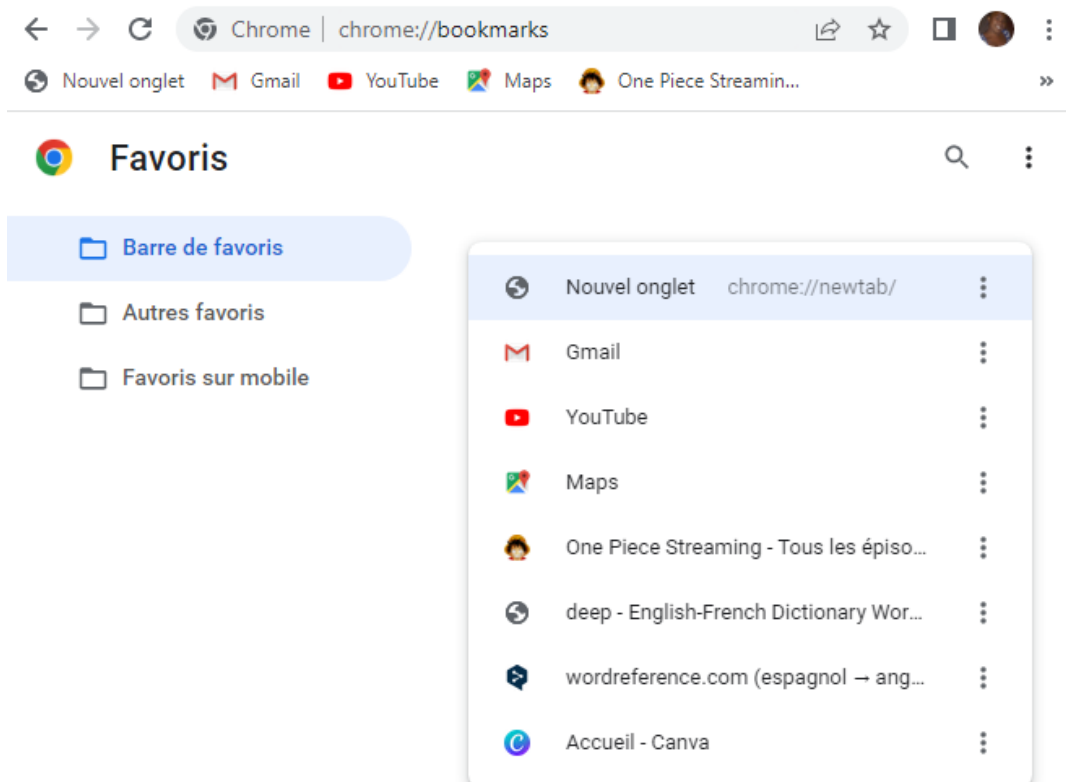 Chrome | chrome://bookmarks
Nouvel onglet Gmail YouTube Maps One Piece Streamin... »
Favoris
Barre de favoris
Autres favoris
Favoris sur mobile
Nouvel onglet chrome://newtab/
Gmail
YouTube
Maps
One Piece Streaming - Tous les épiso...
deep - English-French Dictionary Wor...
wordreference.com (espagnol → ang...
Accueil - Canva